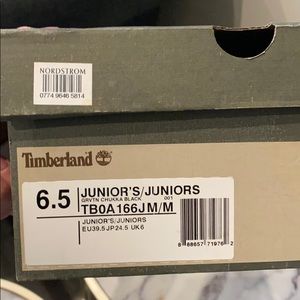 NORDSTROM
0774 9646 5814
Timberland
6.5
JUNIOR'S/JUNIORS
GRVTN CHUKKA BLACK 001
TB0A166JM/M
JUNIOR'S/JUNIORS
EU39.5 JP24.5 UK6
8 88657 71976 2